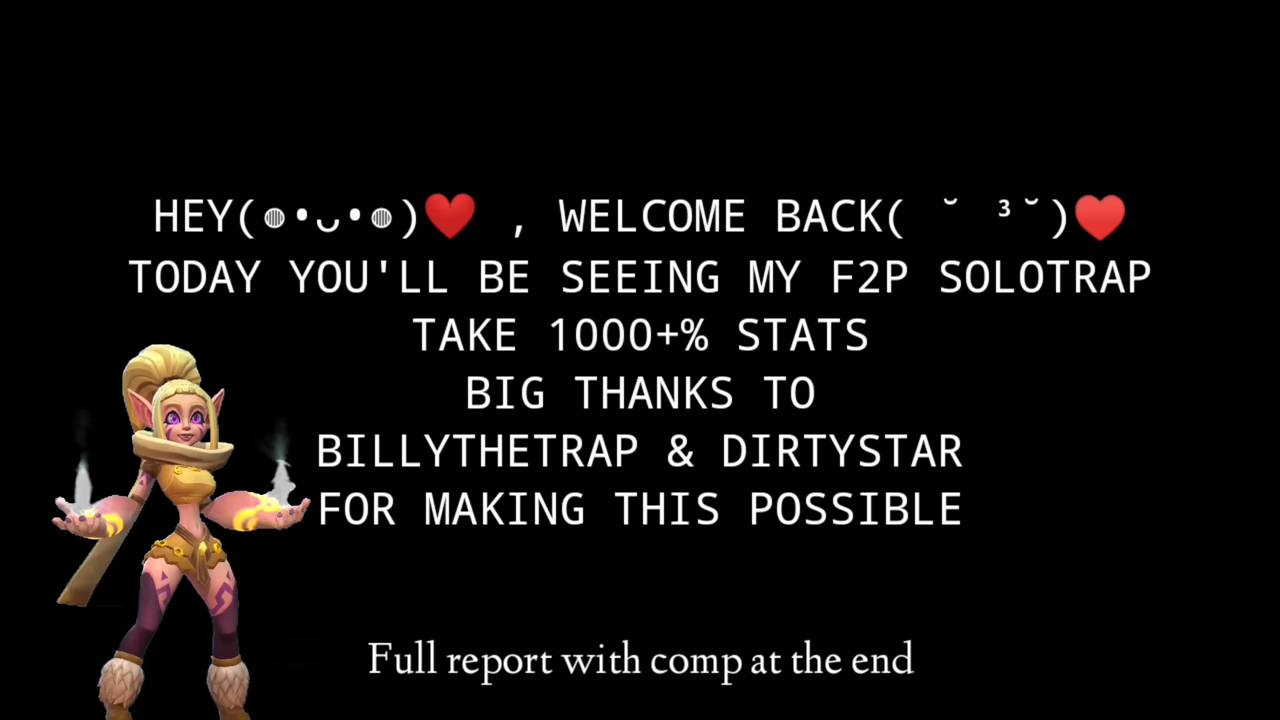 HEY(◍•ᴗ•◍)❤️ , WELCOME BACK( ˘ ³˘)♥️
TODAY YOU'LL BE SEEING MY F2P SOLOTRAP
TAKE 1000+% STATS
BIG THANKS TO
BILLYTHETRAP & DIRTYSTAR
FOR MAKING THIS POSSIBLE
Full report with comp at the end